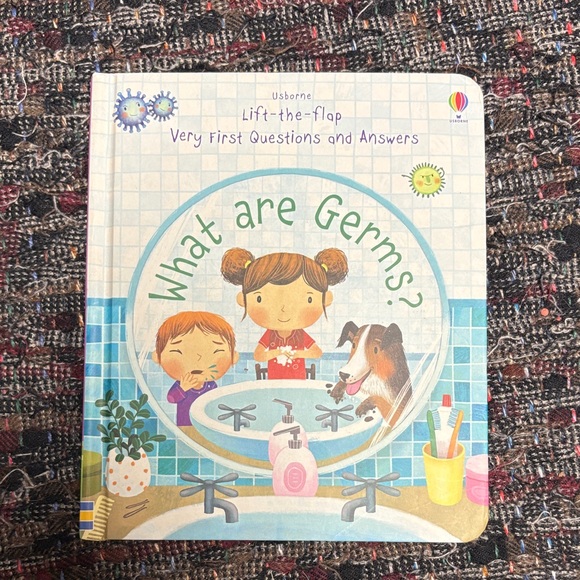 Usborne
Lift-the-flap
Very First Questions and Answers
USBORNE
What are Germs?